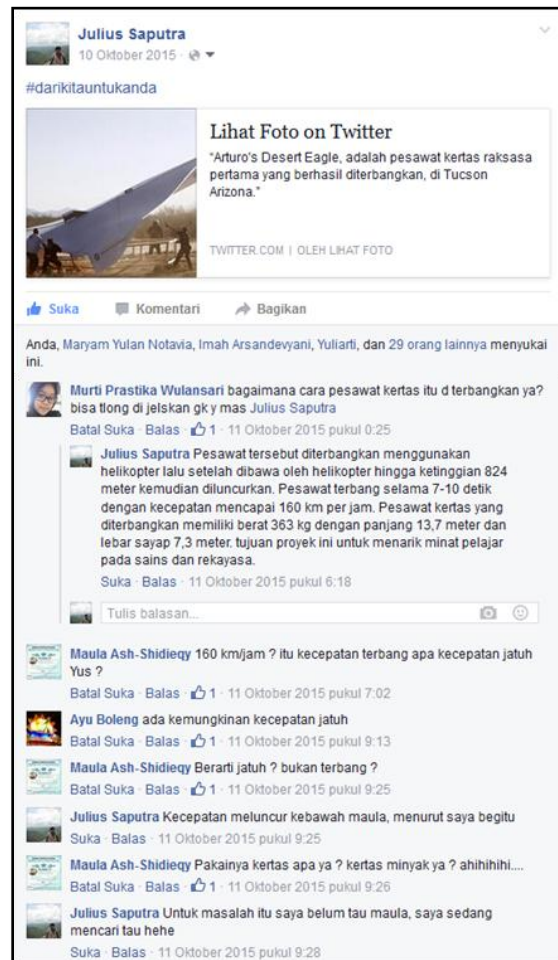 Julius Saputra
10 Oktober 2015 ·
#darikitauntukanda
Lihat Foto on Twitter
"Arturo's Desert Eagle, adalah pesawat kertas raksasa
pertama yang berhasil diterbangkan, di Tucson
Arizona."
TWITTER.COM | OLEH LIHAT FOTO
Suka Komentari Bagikan
Anda, Maryam Yulan Notavia, Imah Arsandevyani, Yuliarti, dan 29 orang lainnya menyukai
ini.
Murti Prastika Wulansari bagaimana cara pesawat kertas itu d terbangkan ya?
bisa tlong di jelskan gk y mas Julius Saputra
Batal Suka · Balas · 1 · 11 Oktober 2015 pukul 0:25
Julius Saputra Pesawat tersebut diterbangkan menggunakan
helikopter lalu setelah dibawa oleh helikopter hingga ketinggian 824
meter kemudian diluncurkan. Pesawat terbang selama 7-10 detik
dengan kecepatan mencapai 160 km per jam. Pesawat kertas yang
diterbangkan memiliki berat 363 kg dengan panjang 13,7 meter dan
lebar sayap 7,3 meter. tujuan proyek ini untuk menarik minat pelajar
pada sains dan rekayasa.
Suka · Balas · 11 Oktober 2015 pukul 6:18
Tulis balasan...
Maula Ash-Shidieqy 160 km/jam ? itu kecepatan terbang apa kecepatan jatuh
Yus ?
Batal Suka · Balas · 1 · 11 Oktober 2015 pukul 7:02
Ayu Boleng ada kemungkinan kecepatan jatuh
Batal Suka · Balas · 1 · 11 Oktober 2015 pukul 9:13
Maula Ash-Shidieqy Berarti jatuh ? bukan terbang ?
Batal Suka · Balas · 1 · 11 Oktober 2015 pukul 9:25
Julius Saputra Kecepatan meluncur kebawah maula, menurut saya begitu
Suka · Balas · 11 Oktober 2015 pukul 9:25
Maula Ash-Shidieqy Pakainya kertas apa ya ? kertas minyak ya ? ahihihihi....
Batal Suka · Balas · 1 · 11 Oktober 2015 pukul 9:26
Julius Saputra Untuk masalah itu saya belum tau maula, saya sedang
mencari tau hehe
Suka · Balas · 11 Oktober 2015 pukul 9:28